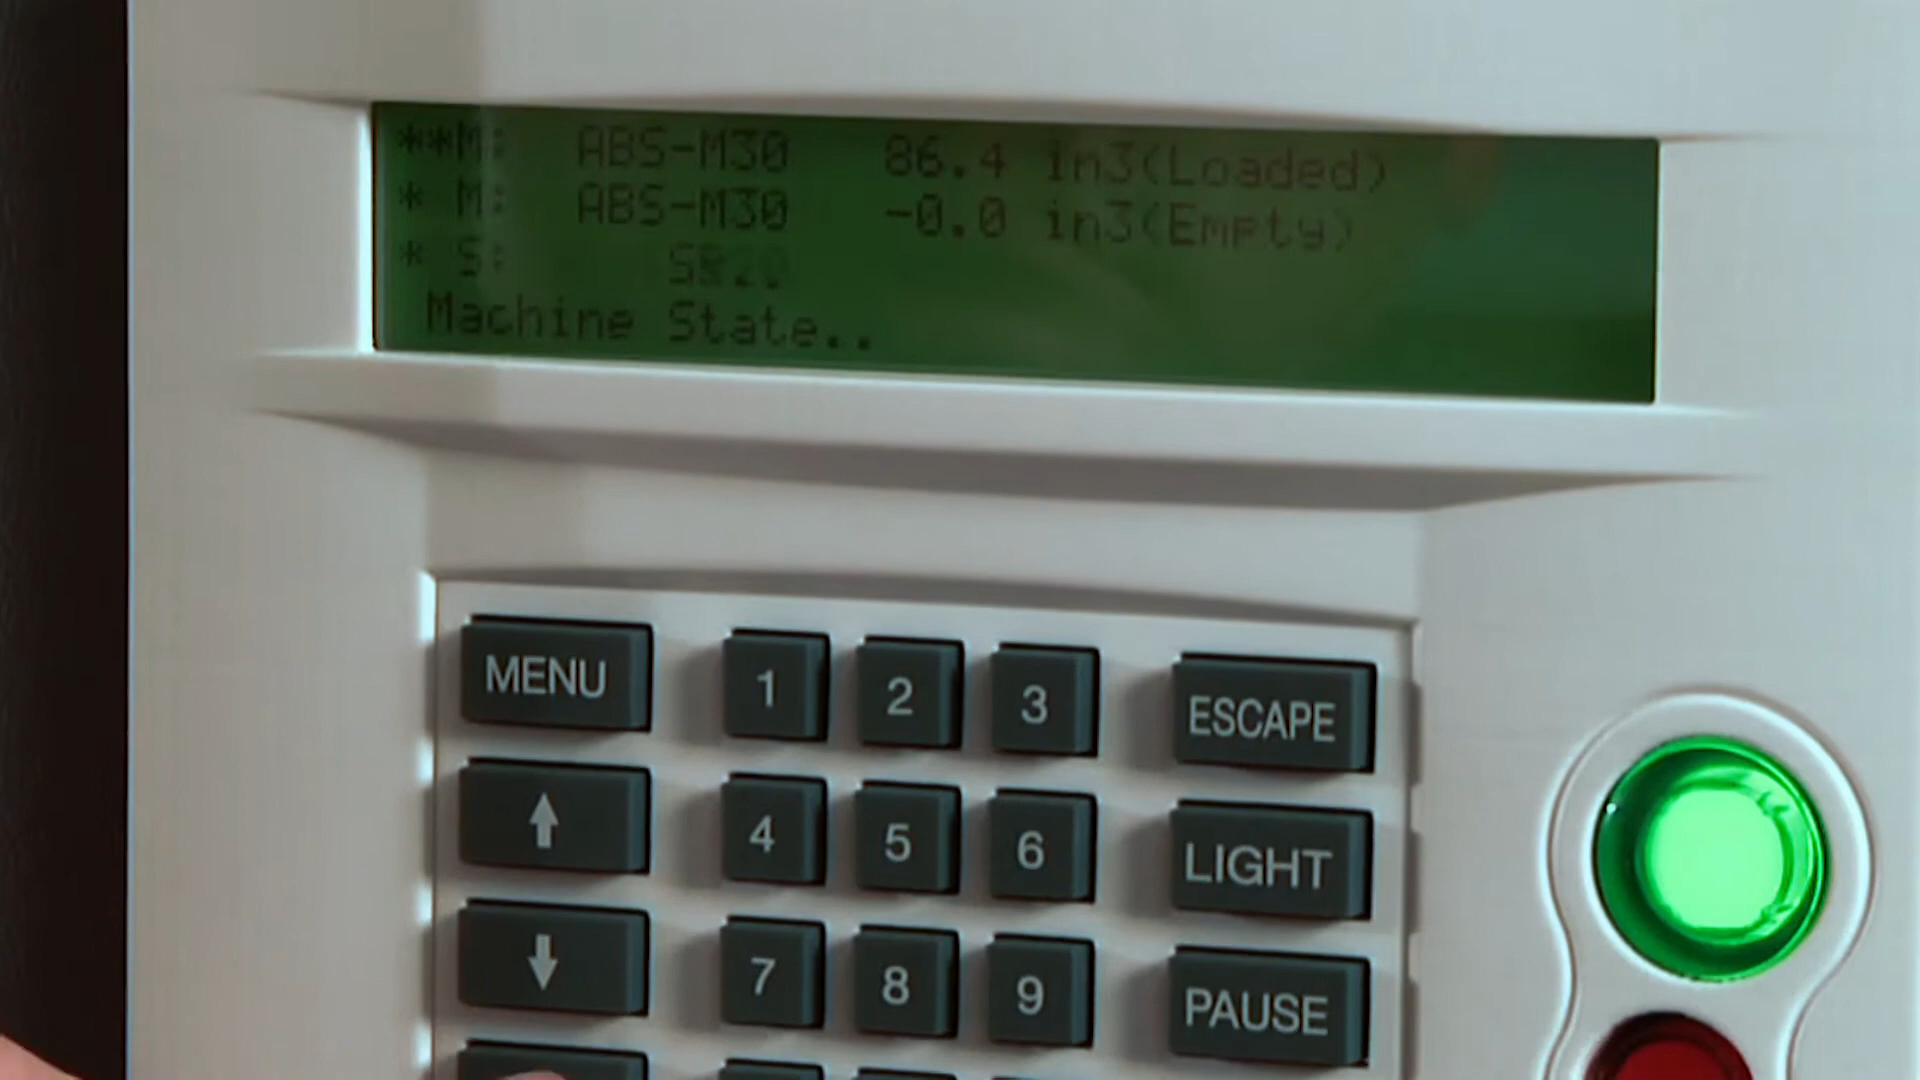 **M: ABS-M30 86.4 in3(Loaded)
* M: ABS-M30 -0.0 in3(Empty)
* S:
Machine State..
MENU 1 2 3 ESCAPE
↑ 4 5 6 LIGHT
↓ 7 8 9 PAUSE